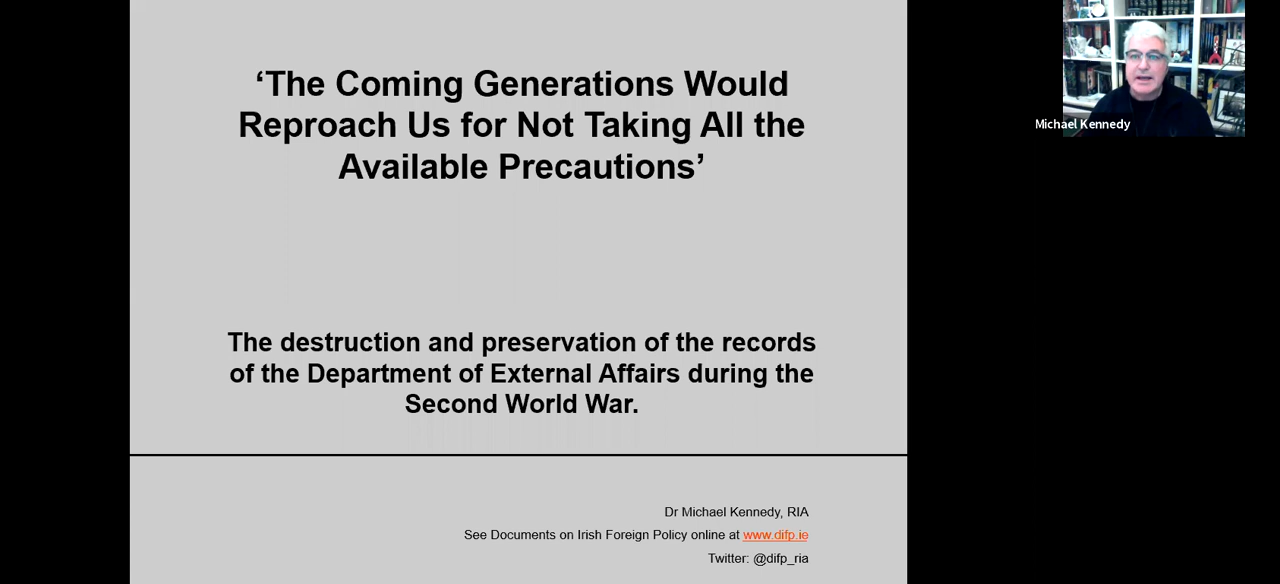 ‘The Coming Generations Would
Reproach Us for Not Taking All the
Available Precautions’
The destruction and preservation of the records
of the Department of External Affairs during the
Second World War.
Dr Michael Kennedy, RIA
See Documents on Irish Foreign Policy online at www.difp.ie
Twitter: @difp_ria
Michael Kennedy